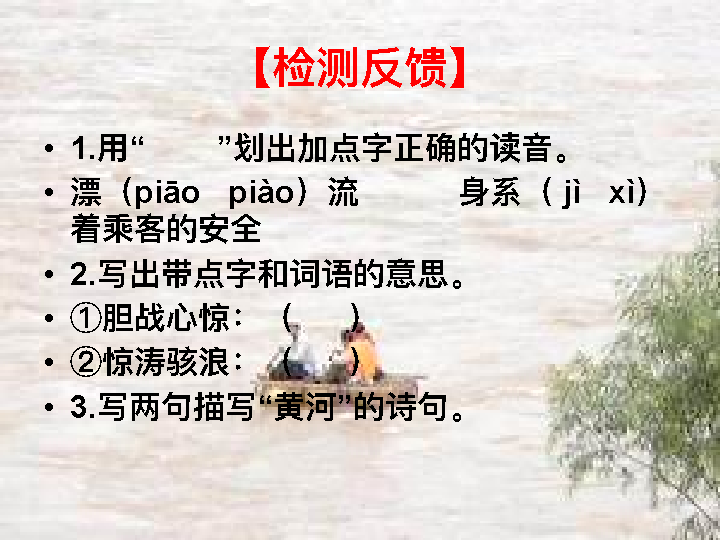 【检测反馈】
• 1.用“　　”划出加点字正确的读音。
• 漂（piāo piào）流　　　身系（ jì xì）
着乘客的安全
• 2.写出带点字和词语的意思。
• ①胆战心惊：（　　）
• ②惊涛骇浪：（　　）
• 3.写两句描写“黄河”的诗句。